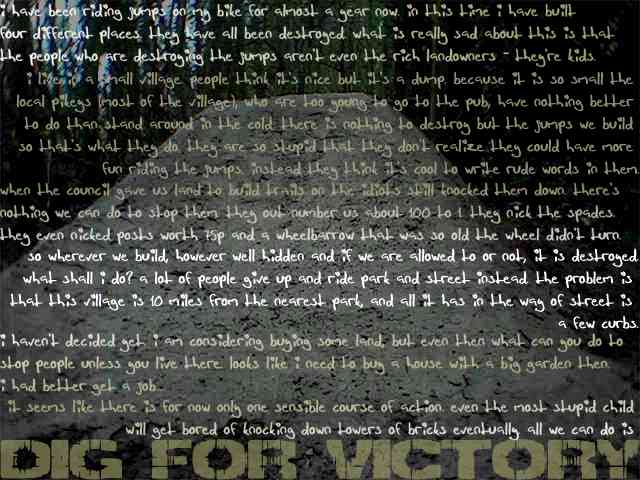 i have been riding jumps on my bike for almost a year now. in this time i have built
four different places. they have all been destroyed. what is really sad about this is that
the people who are destroying the jumps aren't even the rich landowners - they're kids.
i live in a small village. people think it's nice but it's a dump. because it is so small the
local pikeys (most of the village), who are too young to go to the pub, have nothing better
to do than stand around in the cold. there is nothing to destroy but the jumps we build
so that's what they do. they are so stupid that they don't realize they could have more
fun riding the jumps. instead they think it's cool to write rude words in them.
when the council gave us land to build trails on the idiots still knocked them down. there's
nothing we can do to stop them. they out number us about 100 to 1. they nick the spades.
they even nicked posts worth 75p and a wheelbarrow that was so old the wheel didn't turn.
so wherever we build, however well hidden and if we are allowed to or not, it is destroyed.
what shall i do? a lot of people give up and ride park and street instead. the problem is
that this village is 10 miles from the nearest park, and all it has in the way of street is
a few curbs.
i haven't decided yet. i am considering buying some land, but even then what can you do to
stop people unless you live there. looks like i need to buy a house with a big garden then.
i had better get a job.
it seems like there is for now only one sensible course of action. even the most stupid child
will get bored of knocking down towers of bricks eventually. all we can do is
DIG FOR VICTORY